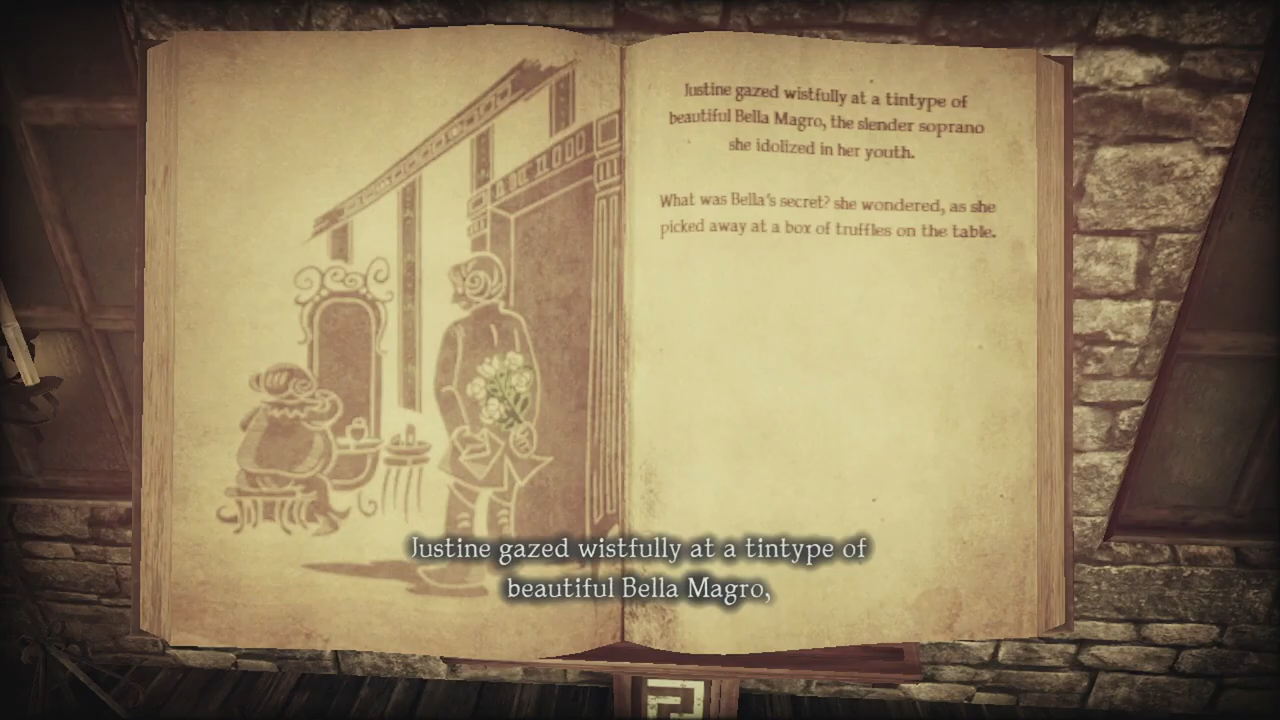 Justine gazed wistfully at a tintype of
beautiful Bella Magro, the slender soprano
she idolized in her youth.
What was Bella's secret? she wondered, as she
picked away at a box of truffles on the table.
Justine gazed wistfully at a tintype of
beautiful Bella Magro,